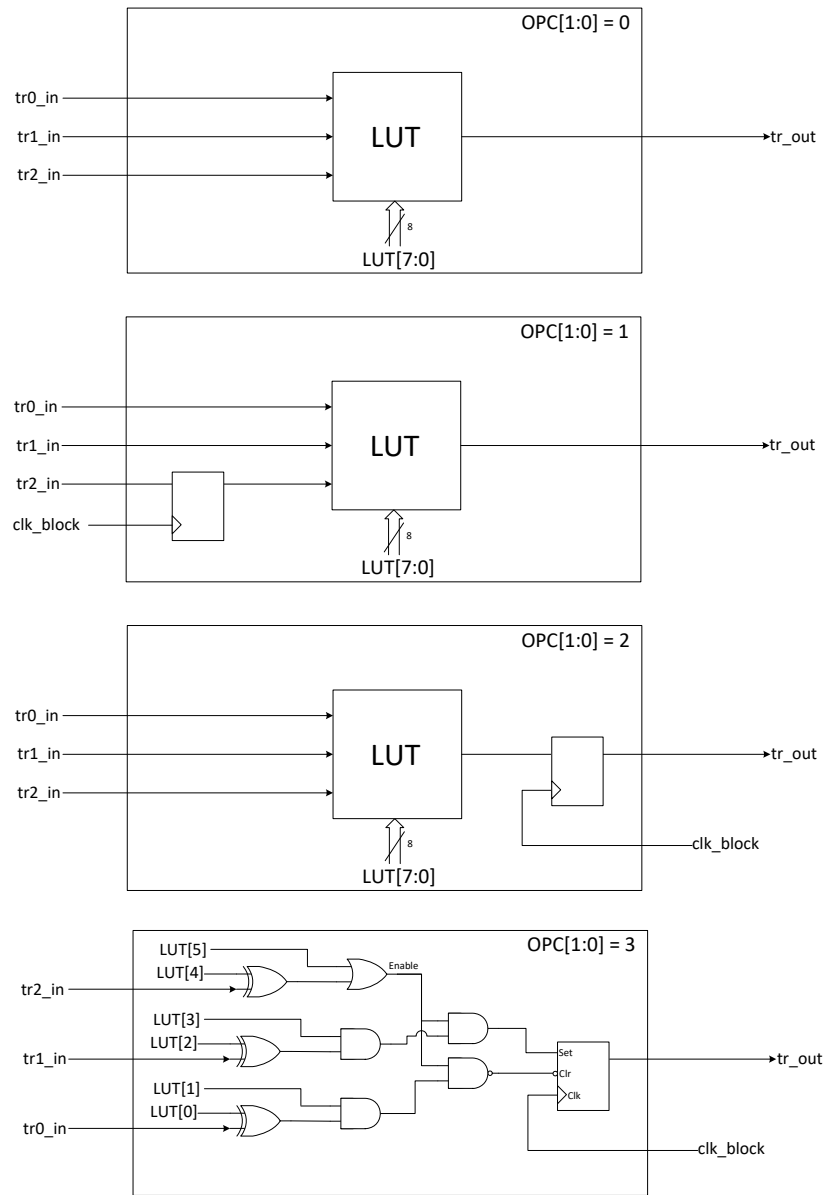 OPC[1:0] = 0
tr0_in
tr1_in
tr2_in
LUT
tr_out
8
LUT[7:0]
OPC[1:0] = 1
tr0_in
tr1_in
tr2_in
clk_block
LUT
tr_out
8
LUT[7:0]
OPC[1:0] = 2
tr0_in
tr1_in
tr2_in
LUT
tr_out
clk_block
8
LUT[7:0]
OPC[1:0] = 3
LUT[5]
Enable
LUT[4]
tr2_in
LUT[3]
LUT[2]
tr1_in
LUT[1]
LUT[0]
tr0_in
Set
Clr
Clk
tr_out
clk_block